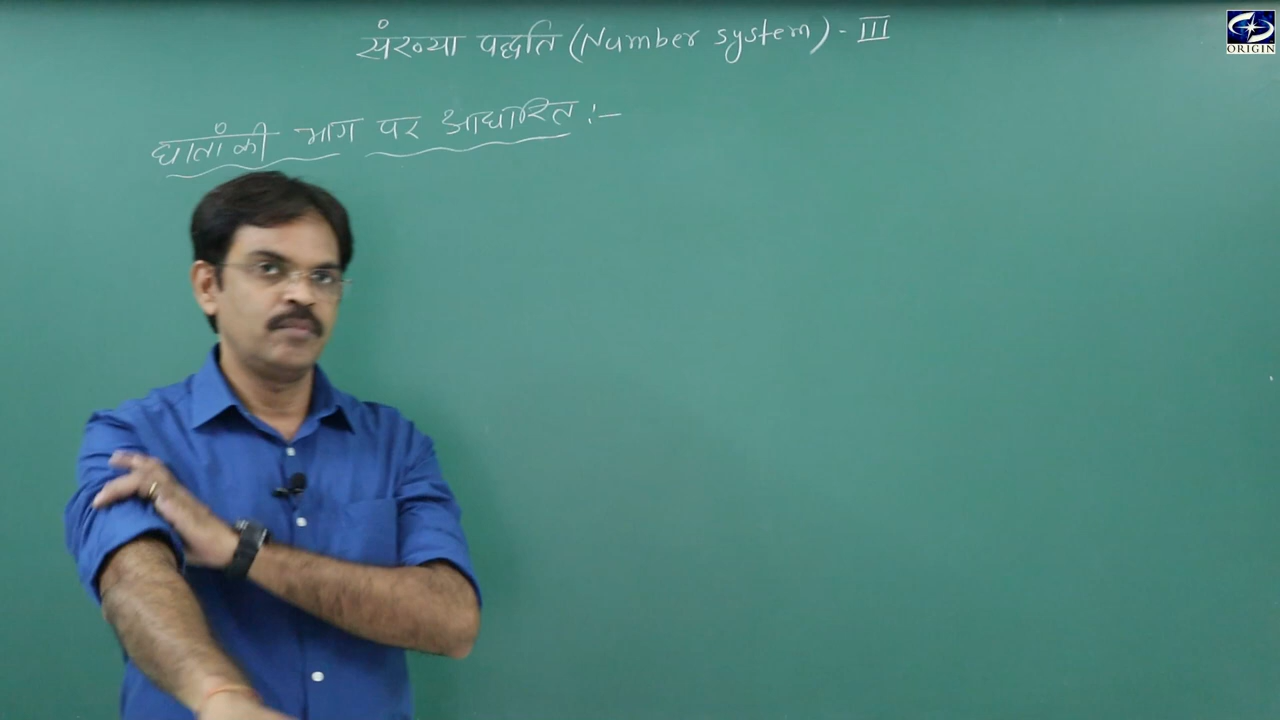 संख्या पद्धति (Number system) - III
ORIGIN
घातांकी भाग पर आधारित :-